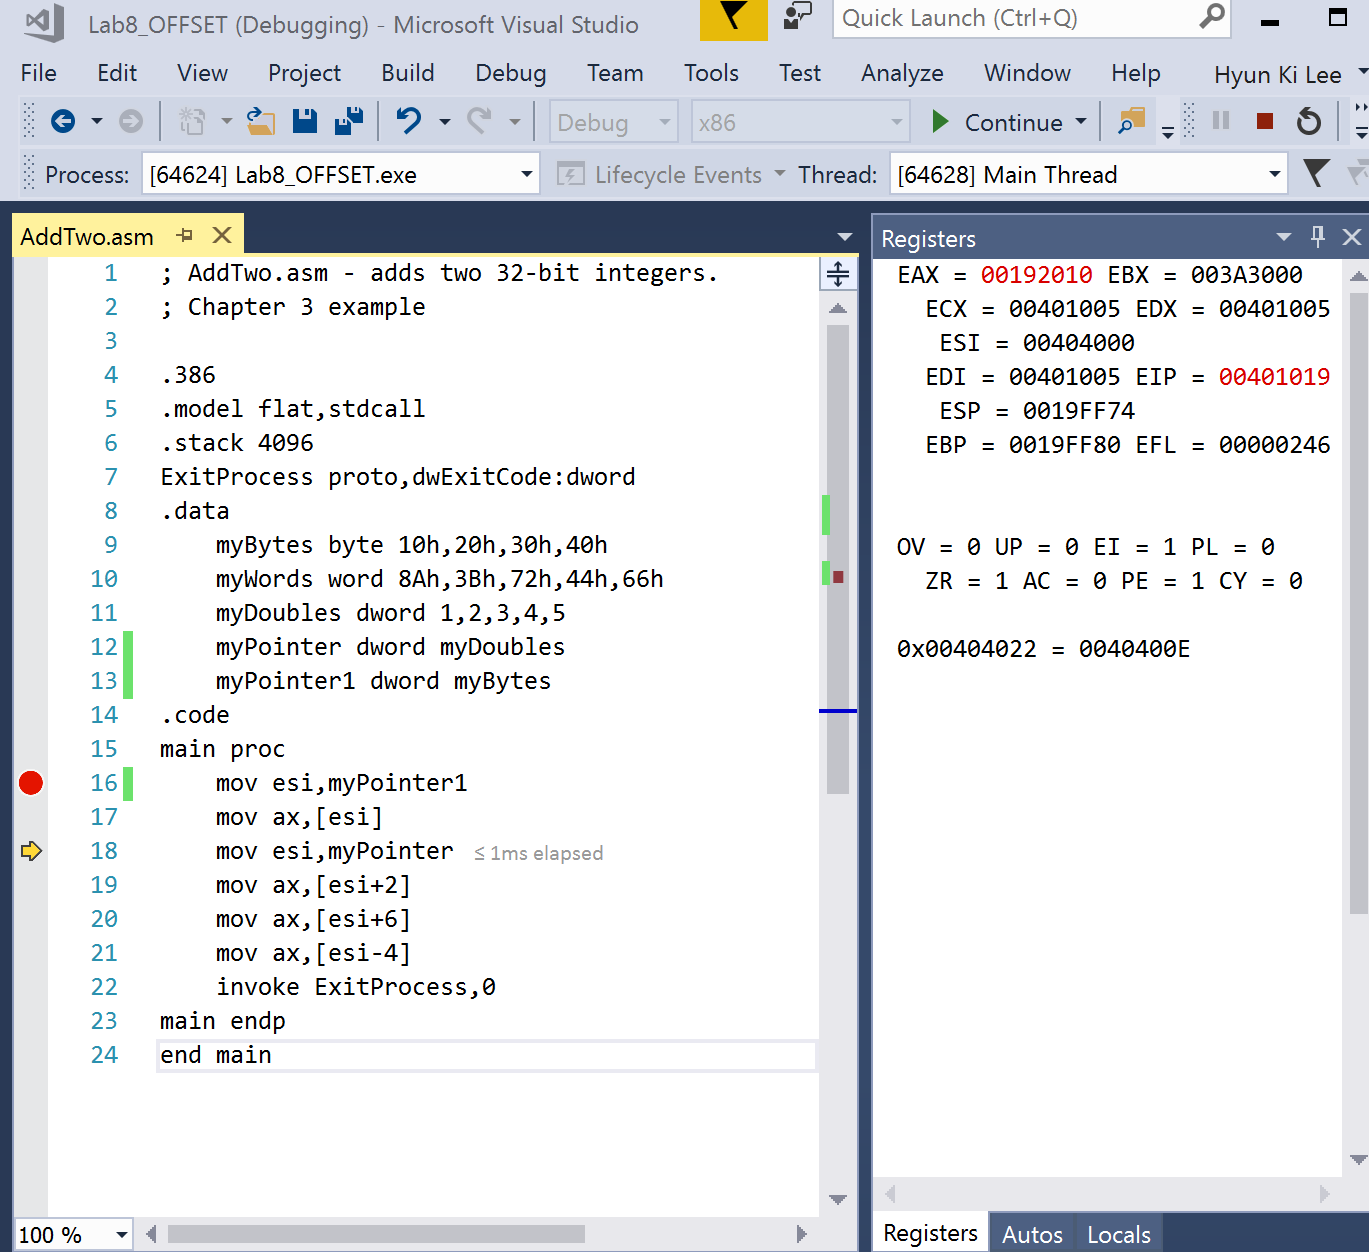 Lab8_OFFSET (Debugging) - Microsoft Visual Studio
Quick Launch (Ctrl+Q)
File Edit View Project Build Debug Team Tools Test Analyze Window Help Hyun Ki Lee
Debug x86 Continue
Process: [64624] Lab8_OFFSET.exe Lifecycle Events Thread: [64628] Main Thread
AddTwo.asm
1 ; AddTwo.asm - adds two 32-bit integers.
2 ; Chapter 3 example
3
4 .386
5 .model flat,stdcall
6 .stack 4096
7 ExitProcess proto,dwExitCode:dword
8 .data
9 myBytes byte 10h,20h,30h,40h
10 myWords word 8Ah,3Bh,72h,44h,66h
11 myDoubles dword 1,2,3,4,5
12 myPointer dword myDoubles
13 myPointer1 dword myBytes
14 .code
15 main proc
16 mov esi,myPointer1
17 mov ax,[esi]
18 mov esi,myPointer ≤ 1ms elapsed
19 mov ax,[esi+2]
20 mov ax,[esi+6]
21 mov ax,[esi-4]
22 invoke ExitProcess,0
23 main endp
24 end main
100 %
Registers
EAX = 00192010 EBX = 003A3000
ECX = 00401005 EDX = 00401005
ESI = 00404000
EDI = 00401005 EIP = 00401019
ESP = 0019FF74
EBP = 0019FF80 EFL = 00000246
OV = 0 UP = 0 EI = 1 PL = 0
ZR = 1 AC = 0 PE = 1 CY = 0
0x00404022 = 0040400E
Registers Autos Locals